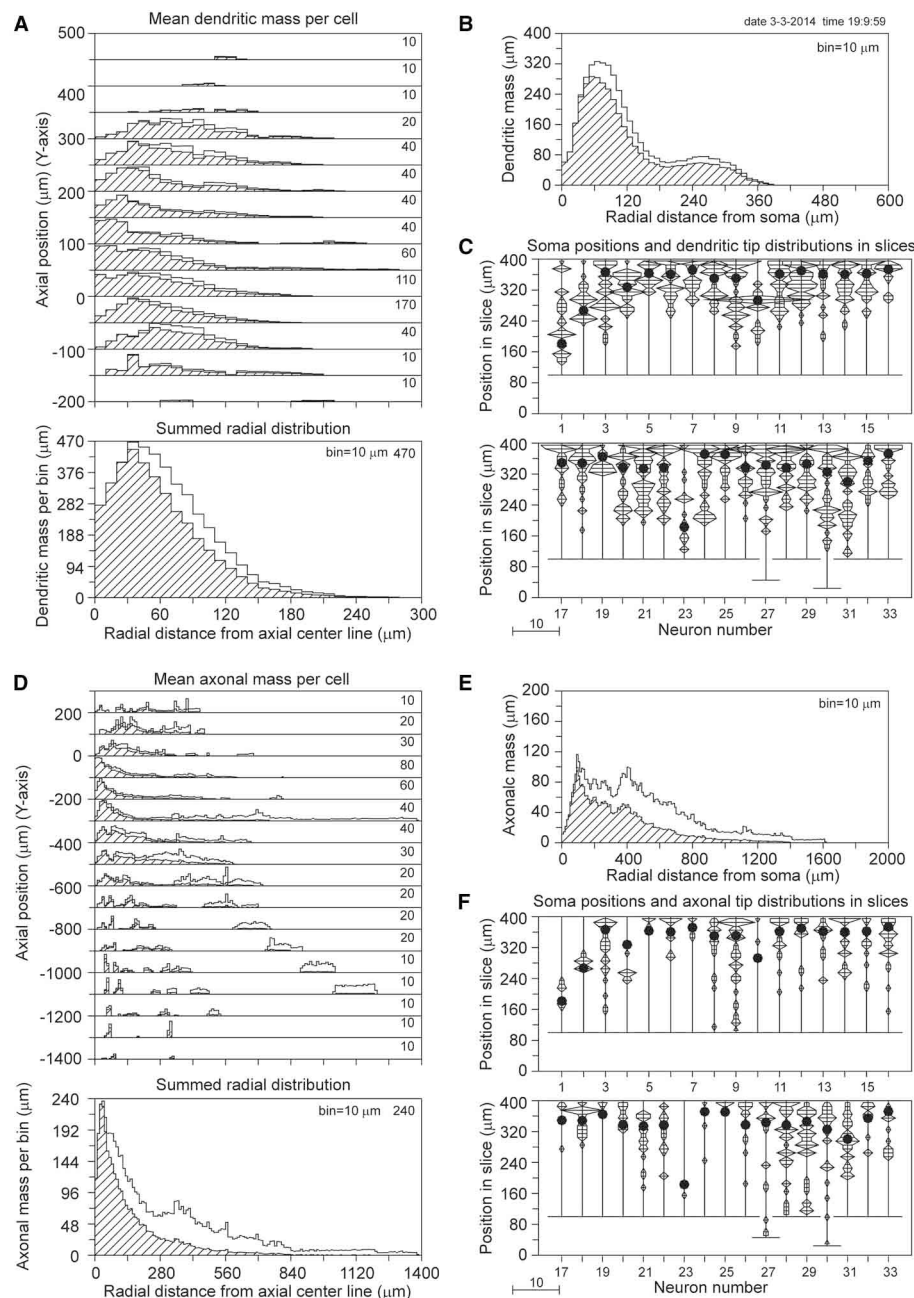 A
Mean dendritic mass per cell
500
400
300
200
100
0
-100
-200
Axial position (μm) (Y-axis)
10
10
10
20
40
40
40
40
60
110
170
40
10
10
Summed radial distribution
bin=10 μm 470
470
376
282
188
94
0
Dendritic mass per bin (μm)
0 60 120 180 240 300
Radial distance from axial center line (μm)
B
date 3-3-2014 time 19:9:59
bin=10 μm
400
320
240
160
80
0
Dendritic mass (μm)
0 120 240 360 480 600
Radial distance from soma (μm)
C
Soma positions and dendritic tip distributions in slices
400
320
240
160
80
0
Position in slice (μm)
1 3 5 7 9 11 13 15
400
320
240
160
80
0
Position in slice (μm)
17 19 21 23 25 27 29 31 33
10
Neuron number
D
Mean axonal mass per cell
200
0
-200
-400
-600
-800
-1000
-1200
-1400
Axial position (μm) (Y-axis)
10
20
30
80
60
40
40
30
20
20
20
20
10
10
10
10
10
Summed radial distribution
bin=10 μm 240
240
192
144
96
48
0
Axonal mass per bin (μm)
0 280 560 840 1120 1400
Radial distance from axial center line (μm)
E
bin=10 μm
200
160
120
80
40
0
Axonalc mass (μm)
0 400 800 1200 1600 2000
Radial distance from soma (μm)
F
Soma positions and axonal tip distributions in slices
400
320
240
160
80
0
Position in slice (μm)
1 3 5 7 9 11 13 15
400
320
240
160
80
0
Position in slice (μm)
17 19 21 23 25 27 29 31 33
10
Neuron number